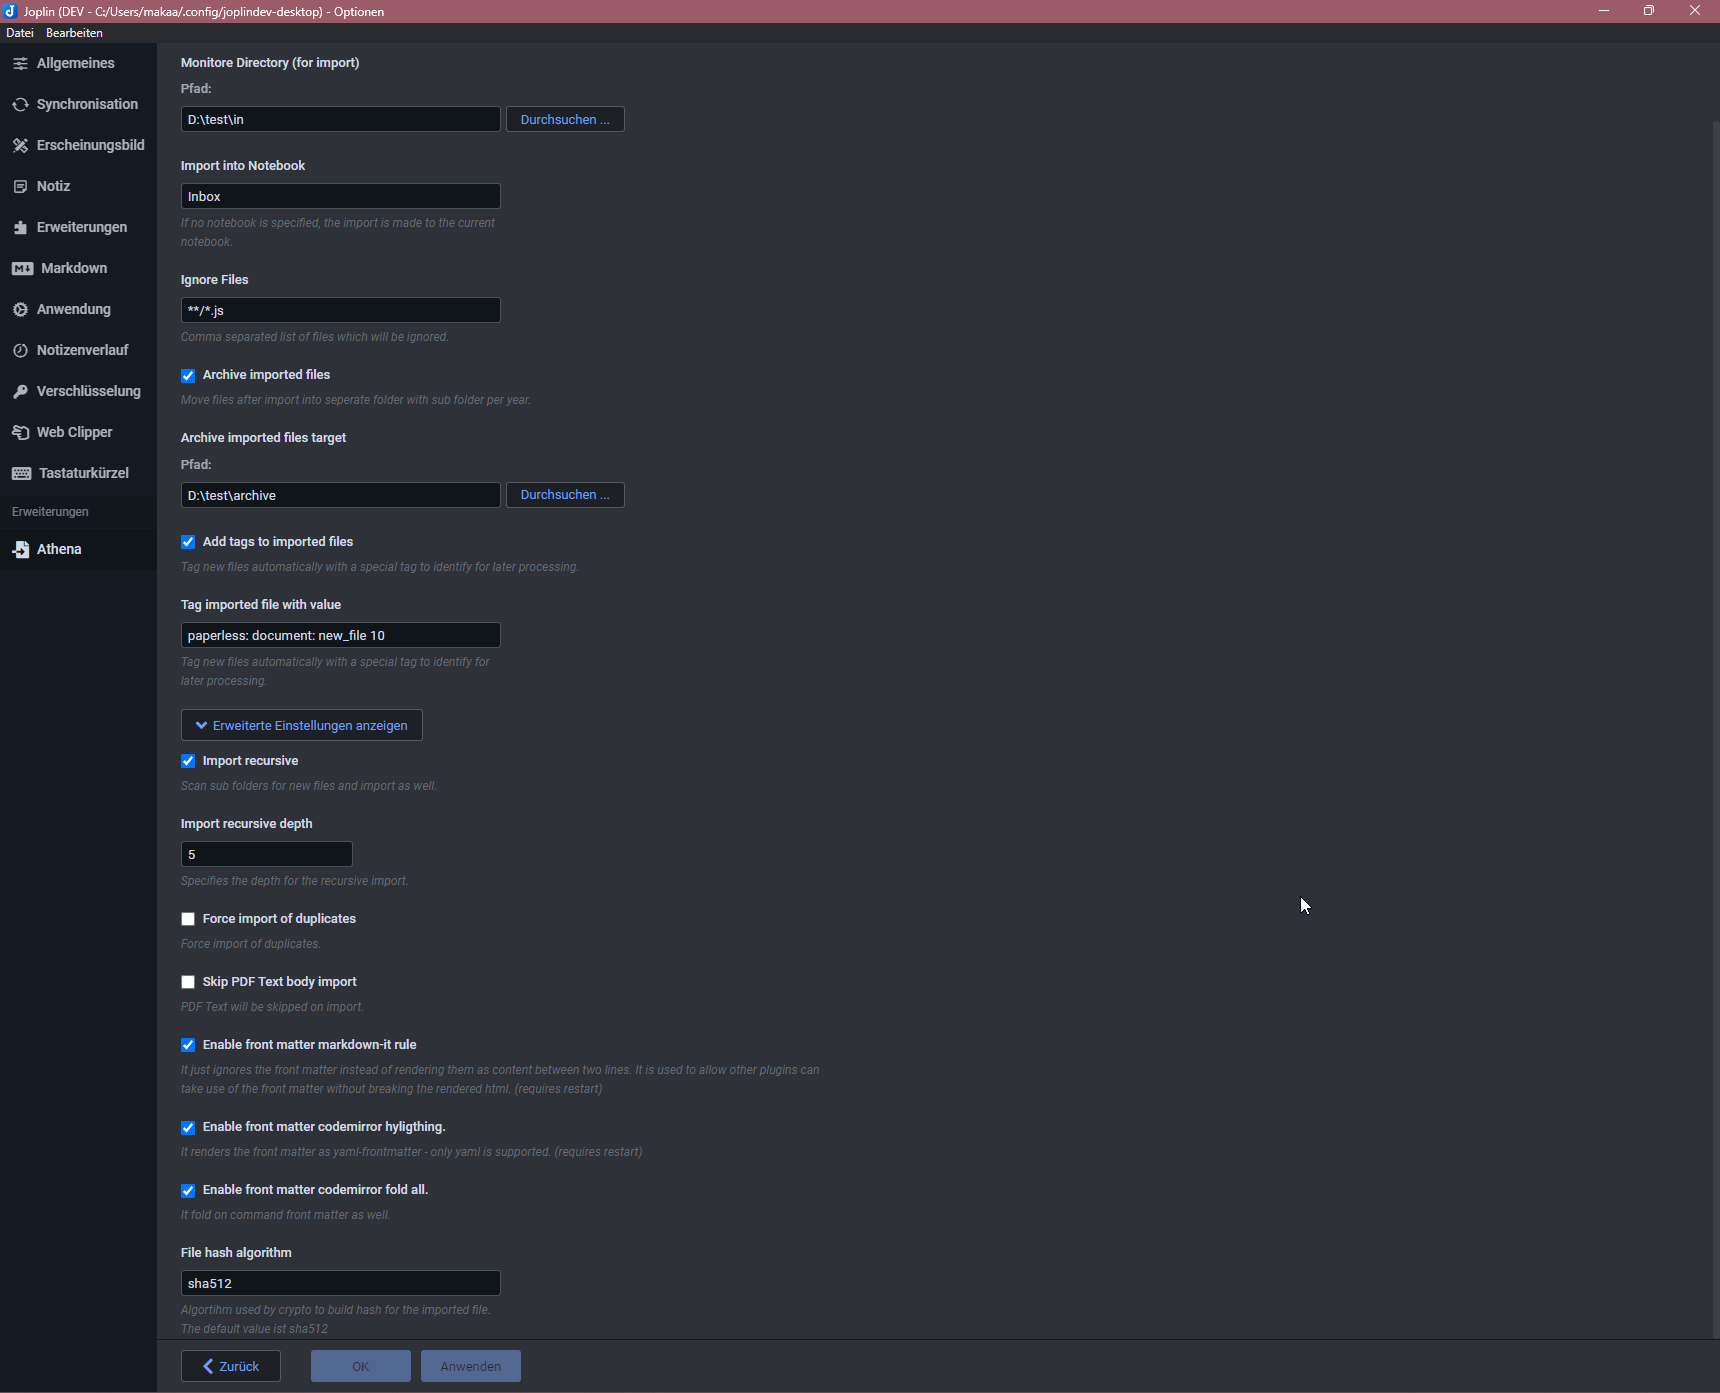 Joplin (DEV - C:/Users/makaa/.config/joplindev-desktop) - Optionen
Datei Bearbeiten
Allgemeines
Synchronisation
Erscheinungsbild
Notiz
Erweiterungen
Markdown
Anwendung
Notizenverlauf
Verschlüsselung
Web Clipper
Tastaturkürzel
Erweiterungen
Athena
Monitore Directory (for import)
Pfad:
D:\test\in
Durchsuchen ...
Import into Notebook
Inbox
If no notebook is specified, the import is made to the current
notebook.
Ignore Files
**/*.js
Comma separated list of files which will be ignored.
Archive imported files
Move files after import into seperate folder with sub folder per year.
Archive imported files target
Pfad:
D:\test\archive
Durchsuchen ...
Add tags to imported files
Tag new files automatically with a special tag to identify for later processing.
Tag imported file with value
paperless: document: new_file 10
Tag new files automatically with a special tag to identify for
later processing.
Erweiterte Einstellungen anzeigen
Import recursive
Scan sub folders for new files and import as well.
Import recursive depth
5
Specifies the depth for the recursive import.
Force import of duplicates
Force import of duplicates.
Skip PDF Text body import
PDF Text will be skipped on import.
Enable front matter markdown-it rule
It just ignores the front matter instead of rendering them as content between two lines. It is used to allow other plugins can
take use of the front matter without breaking the rendered html. (requires restart)
Enable front matter codemirror hyligthing.
It renders the front matter as yaml-frontmatter - only yaml is supported. (requires restart)
Enable front matter codemirror fold all.
It fold on command front matter as well.
File hash algorithm
sha512
Algortihm used by crypto to build hash for the imported file.
The default value ist sha512
Zurück
OK
Anwenden